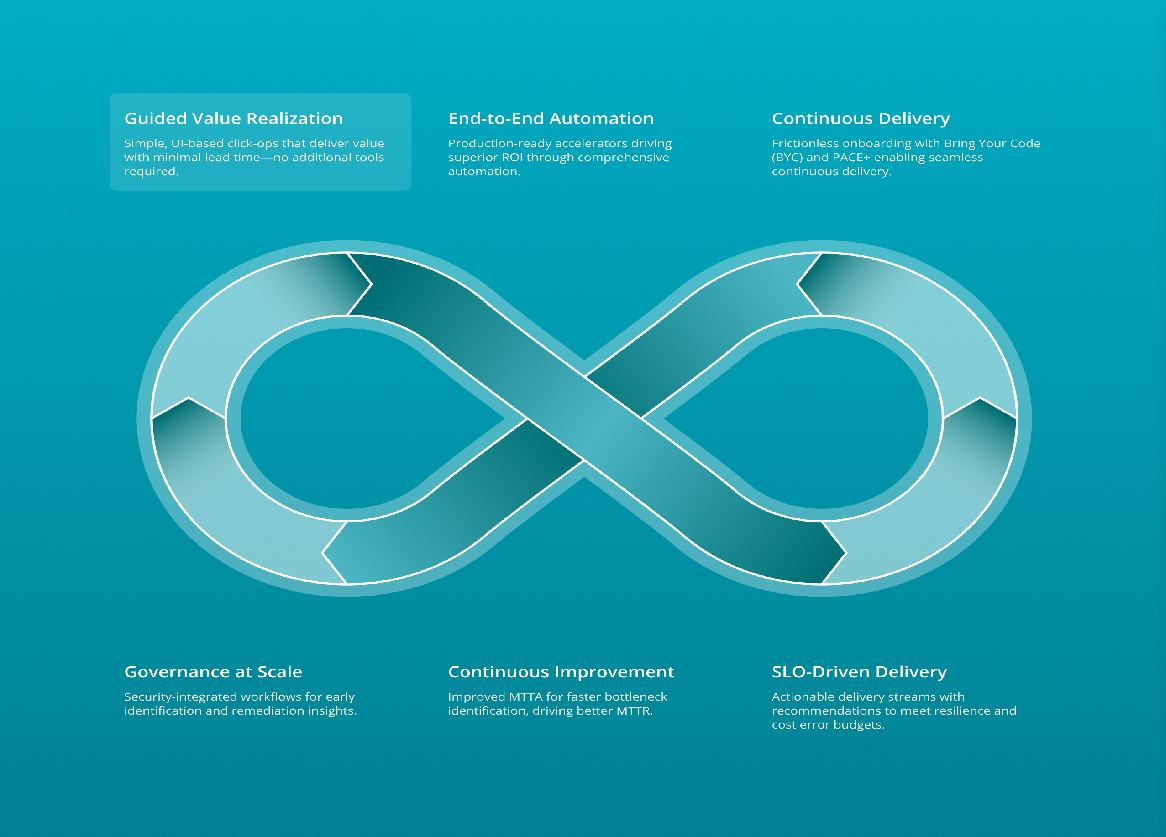 Guided Value Realization
Simple, UI-based click-ops that deliver value
with minimal lead time—no additional tools
required.
End-to-End Automation
Production-ready accelerators driving
superior ROI through comprehensive
automation.
Continuous Delivery
Frictionless onboarding with Bring Your Code
(BYC) and PACE+ enabling seamless
continuous delivery.
Governance at Scale
Security-integrated workflows for early
identification and remediation insights.
Continuous Improvement
Improved MTTA for faster bottleneck
identification, driving better MTTR.
SLO-Driven Delivery
Actionable delivery streams with
recommendations to meet resilience and
cost error budgets.